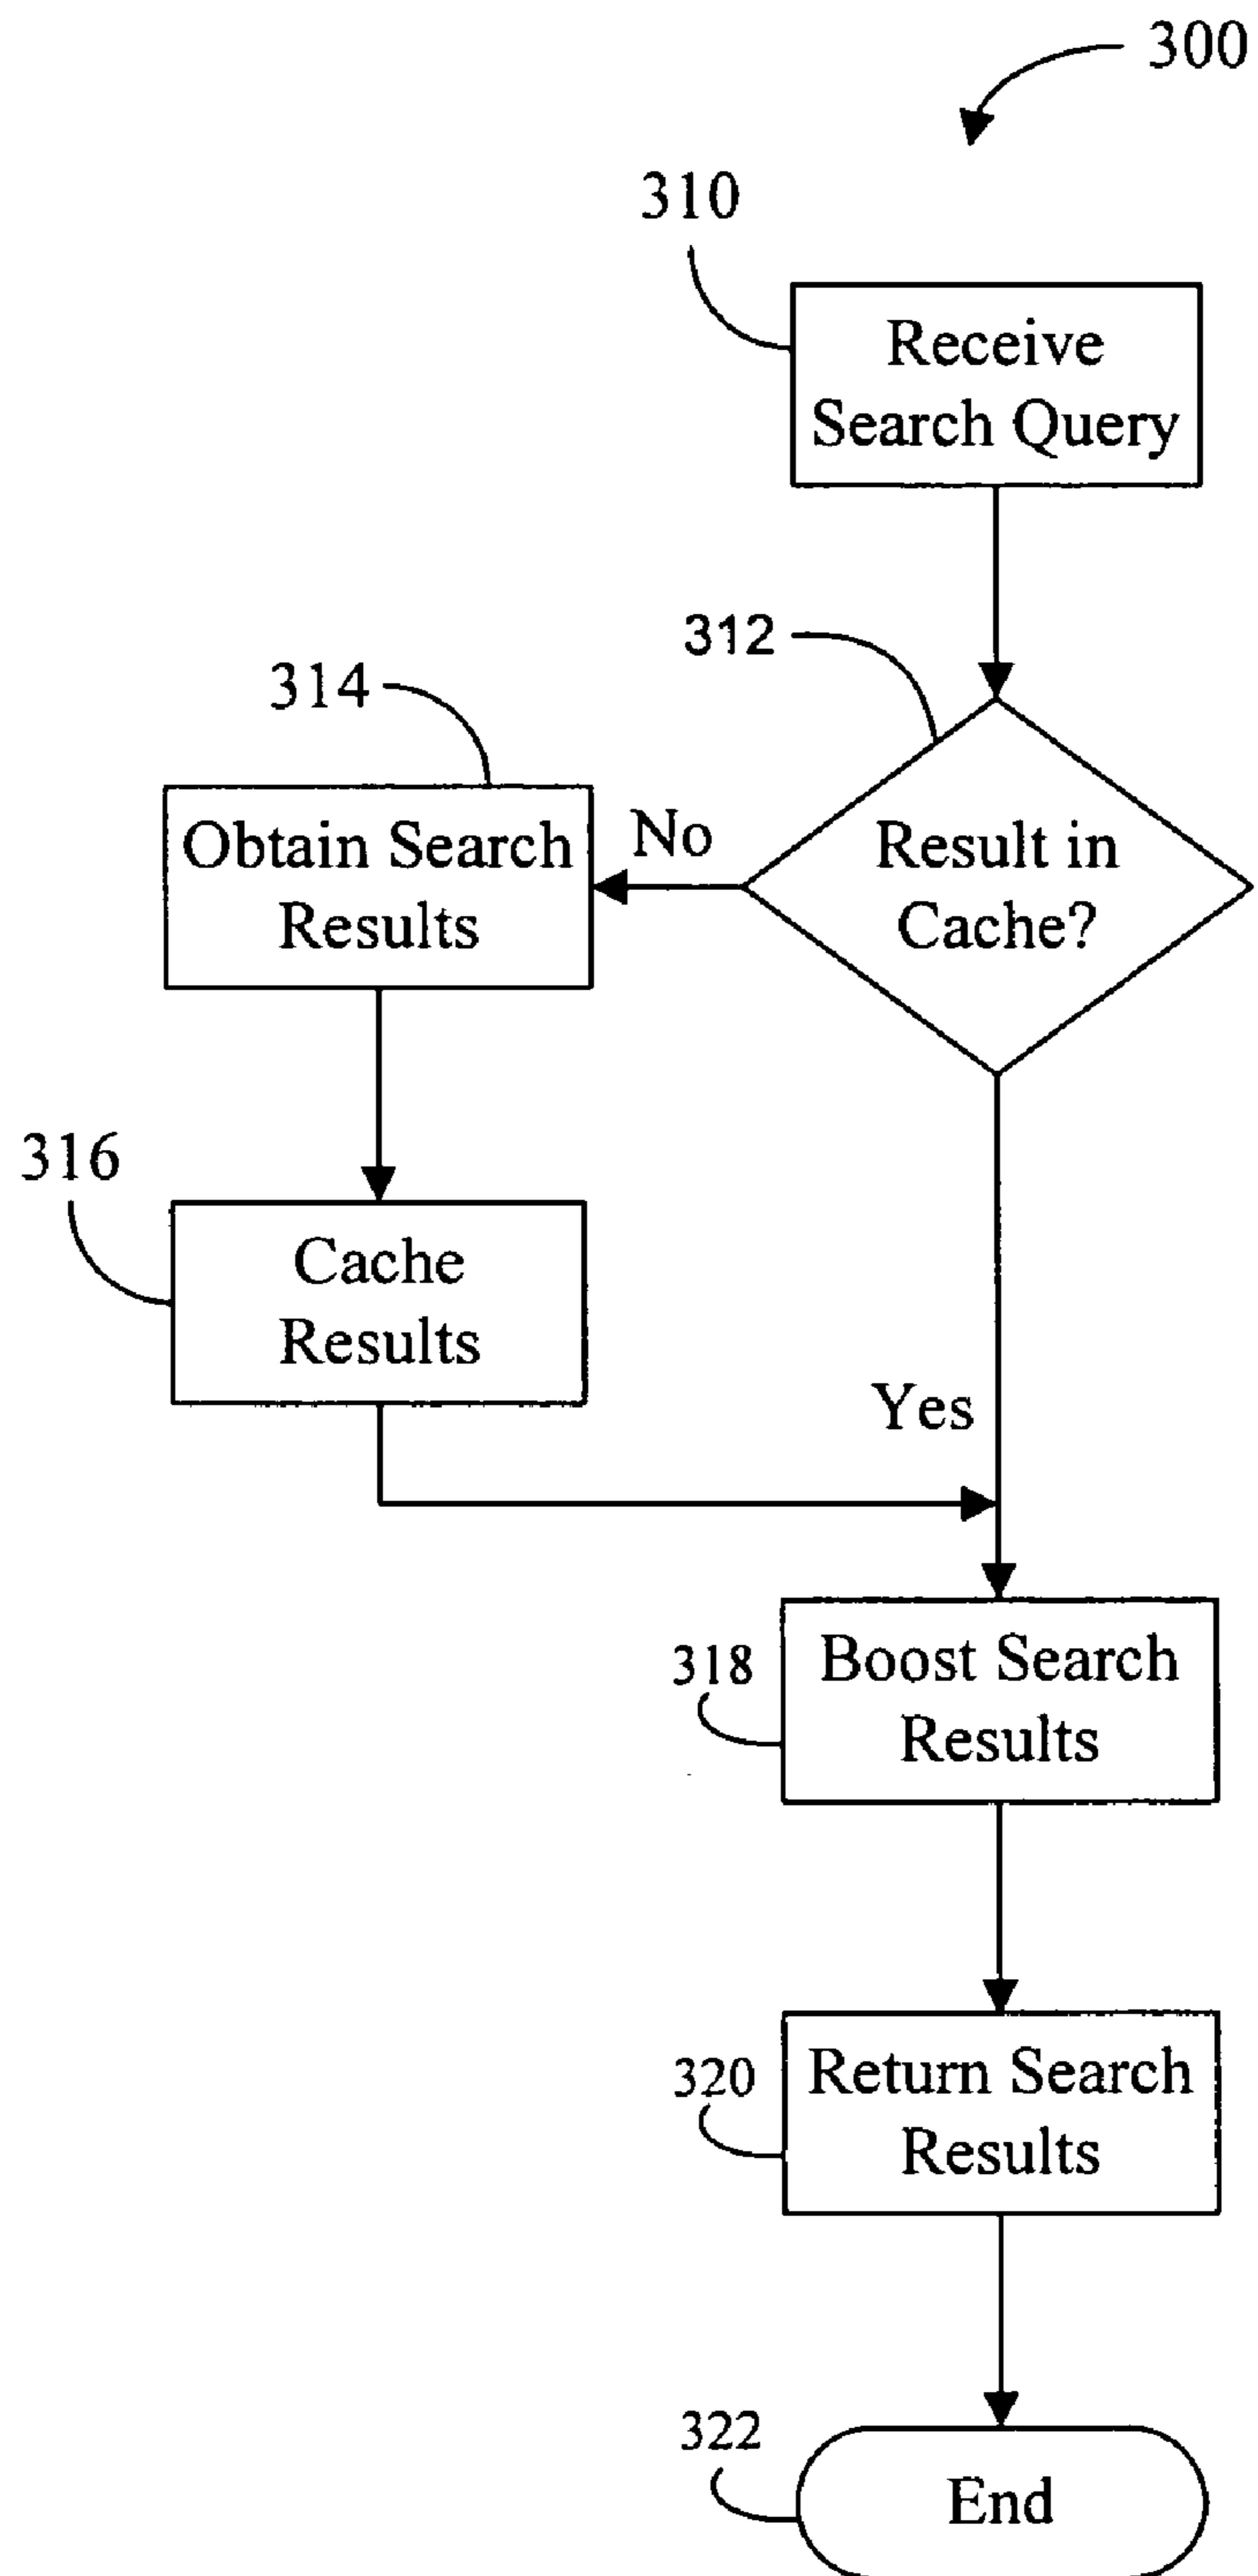 300
310
Receive
Search Query
312
314
Obtain Search
Results
No
Result in
Cache?
316
Cache
Results
Yes
318
Boost Search
Results
320
Return Search
Results
322
End